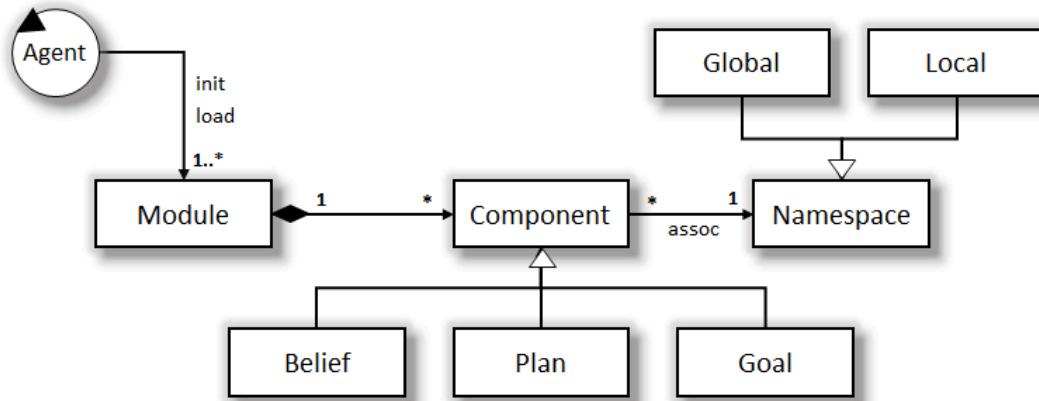 Agent
Global
Local
init
load
1..*
Module
1
*
Component
*
1
assoc
Namespace
Belief
Plan
Goal